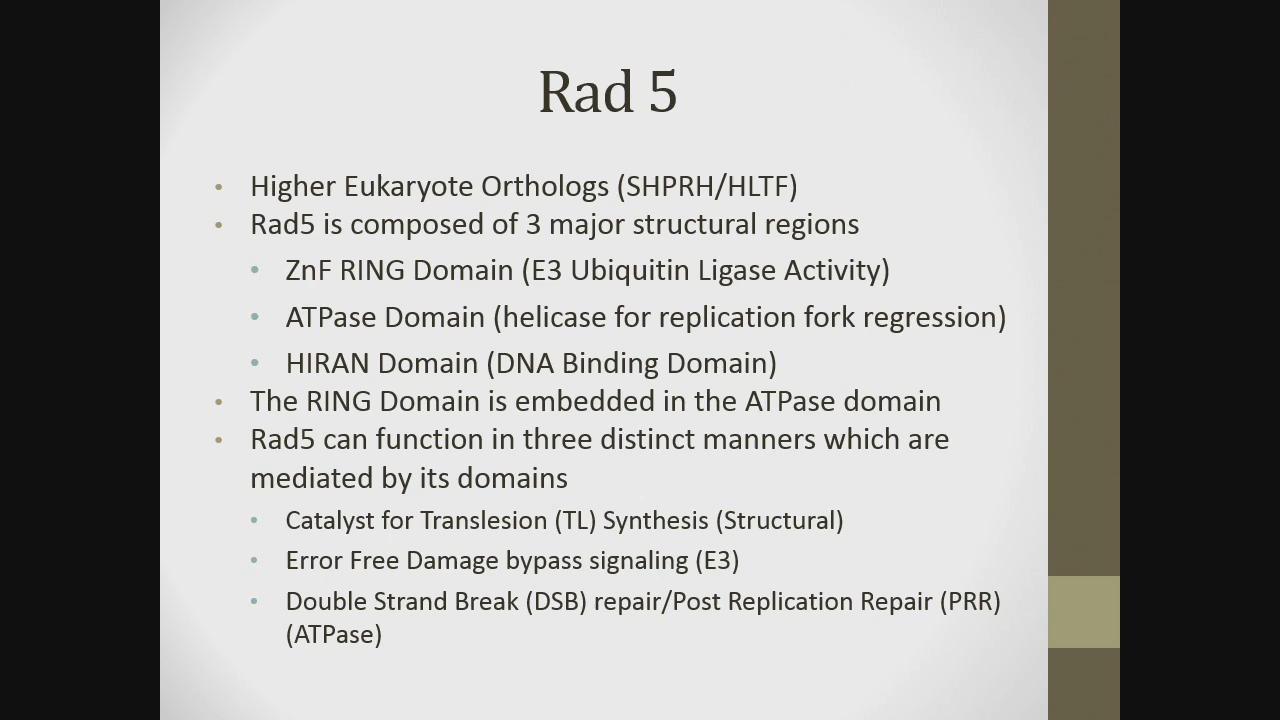 Rad 5
• Higher Eukaryote Orthologs (SHPRH/HLTF)
• Rad5 is composed of 3 major structural regions
• ZnF RING Domain (E3 Ubiquitin Ligase Activity)
• ATPase Domain (helicase for replication fork regression)
• HIRAN Domain (DNA Binding Domain)
• The RING Domain is embedded in the ATPase domain
• Rad5 can function in three distinct manners which are
mediated by its domains
• Catalyst for Translesion (TL) Synthesis (Structural)
• Error Free Damage bypass signaling (E3)
• Double Strand Break (DSB) repair/Post Replication Repair (PRR)
(ATPase)